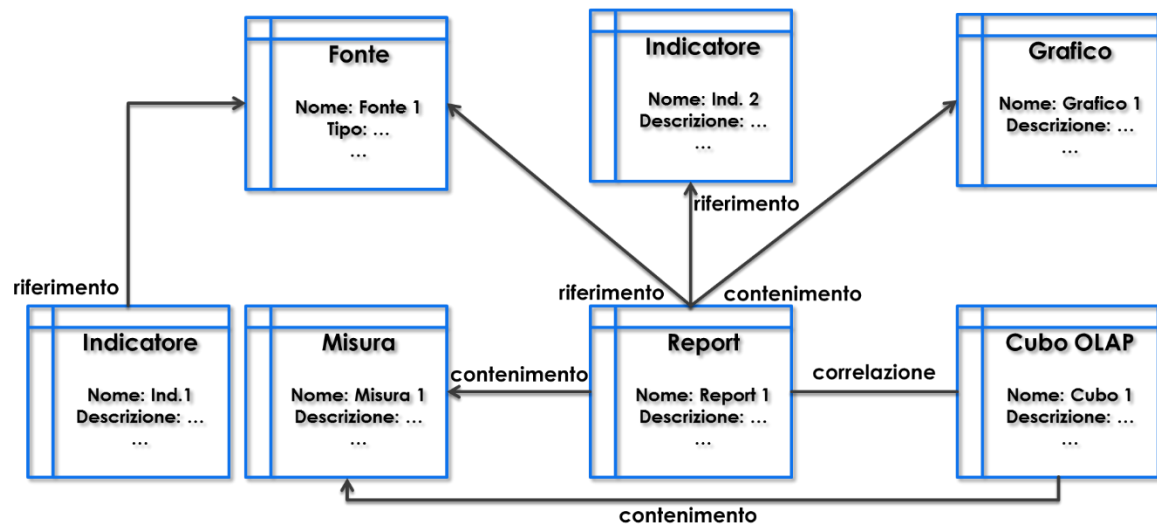 Fonte
Nome: Fonte 1
Tipo: ...
...
Indicatore
Nome: Ind. 2
Descrizione: ...
...
Grafico
Nome: Grafico 1
Descrizione: ...
...
riferimento
riferimento
riferimento
contenimento
Indicatore
Nome: Ind.1
Descrizione: ...
...
Misura
Nome: Misura 1
Descrizione: ...
...
contenimento
Report
Nome: Report 1
Descrizione: ...
...
correlazione
Cubo OLAP
Nome: Cubo 1
Descrizione: ...
...
contenimento